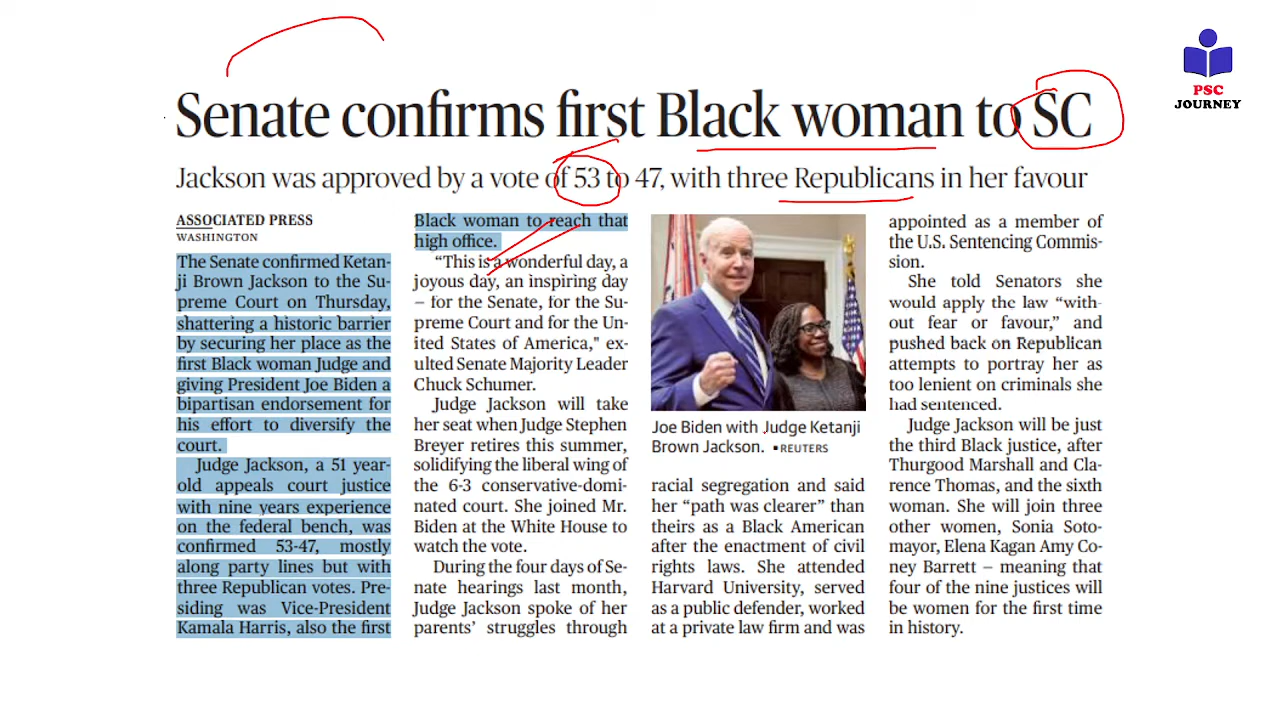 PSC
JOURNEY
Senate confirms first Black woman to SC
Jackson was approved by a vote of 53 to 47, with three Republicans in her favour
ASSOCIATED PRESS
WASHINGTON
The Senate confirmed Ketan-
ji Brown Jackson to the Su-
preme Court on Thursday,
shattering a historic barrier
by securing her place as the
first Black woman Judge and
giving President Joe Biden a
bipartisan endorsement for
his effort to diversify the
court.
Judge Jackson, a 51 year-
old appeals court justice
with nine years experience
on the federal bench, was
confirmed 53-47, mostly
along party lines but with
three Republican votes. Pre-
siding was Vice-President
Kamala Harris, also the first
Black woman to reach that
high office.
“This is a wonderful day, a
joyous day, an inspiring day
– for the Senate, for the Su-
preme Court and for the Un-
ited States of America," ex-
ulted Senate Majority Leader
Chuck Schumer.
Judge Jackson will take
her seat when Judge Stephen
Breyer retires this summer,
solidifying the liberal wing of
the 6-3 conservative-domi-
nated court. She joined Mr.
Biden at the White House to
watch the vote.
During the four days of Se-
nate hearings last month,
Judge Jackson spoke of her
parents’ struggles through
Joe Biden with Judge Ketanji
Brown Jackson. ▪REUTERS
racial segregation and said
her “path was clearer” than
theirs as a Black American
after the enactment of civil
rights laws. She attended
Harvard University, served
as a public defender, worked
at a private law firm and was
appointed as a member of
the U.S. Sentencing Commis-
sion.
She told Senators she
would apply the law “with-
out fear or favour,” and
pushed back on Republican
attempts to portray her as
too lenient on criminals she
had sentenced.
Judge Jackson will be just
the third Black justice, after
Thurgood Marshall and Cla-
rence Thomas, and the sixth
woman. She will join three
other women, Sonia Soto-
mayor, Elena Kagan Amy Co-
ney Barrett – meaning that
four of the nine justices will
be women for the first time
in history.